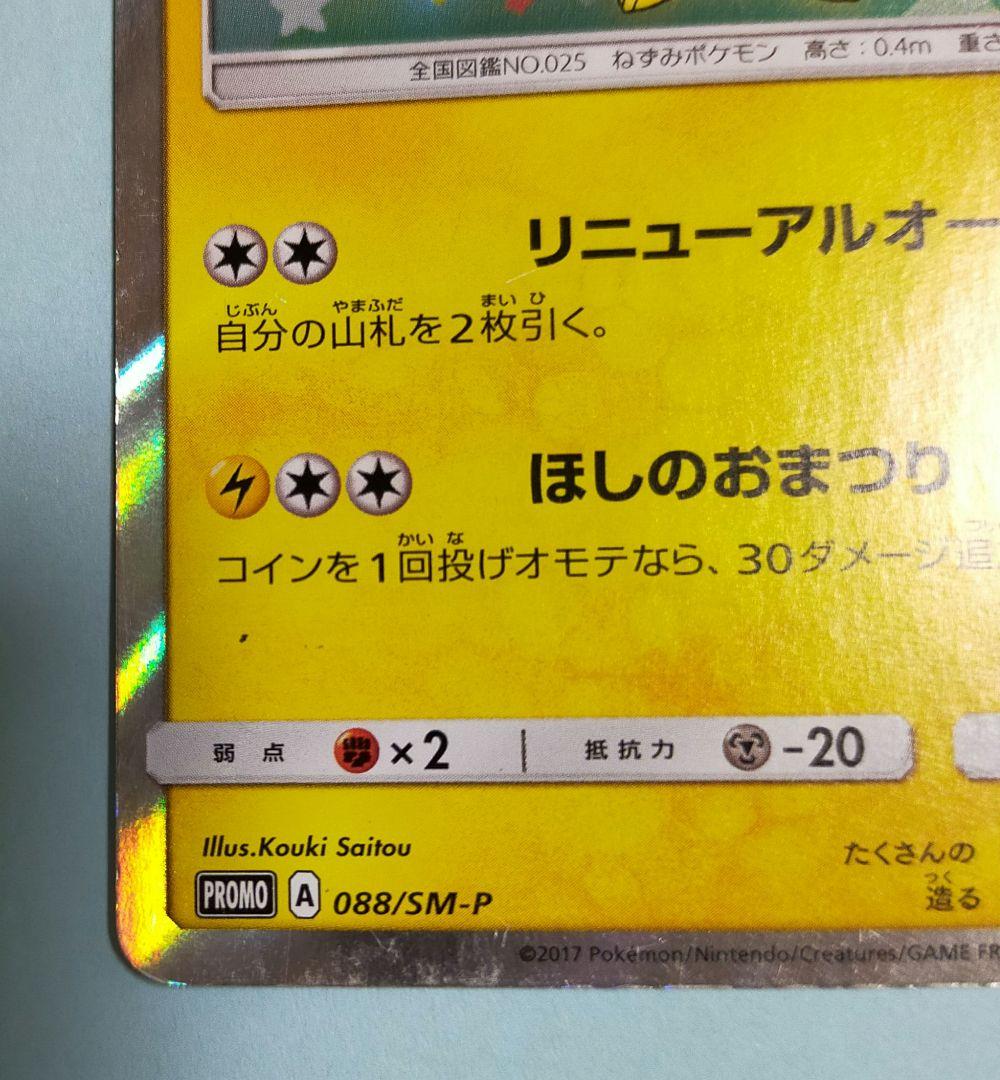 全国図鑑NO.025 ねずみポケモン 高さ：0.4m 重さ
リニューアルオー
じぶん やまふだ まい ひ
自分の山札を2枚引く。
ほしのおまつり
かい な
コインを1回投げオモテなら、30ダメージ追
弱点 ×2 抵抗力 -20
Illus.Kouki Saitou
たくさんの
PROMO A 088/SM-P
つく
造る
©2017 Pokémon/Nintendo/Creatures/GAME FR